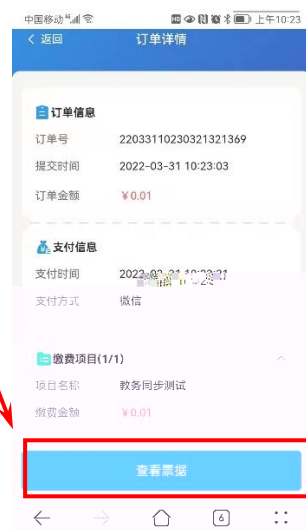 中国移动 4G 上午10:23
返回 订单详情
订单信息
订单号 22033110230321321369
提交时间 2022-03-31 10:23:03
订单金额 ￥0.01
支付信息
支付时间
支付方式 微信
缴费项目(1/1)
项目名称 教务同步测试
缴费金额 ￥0.01
查看票据
6